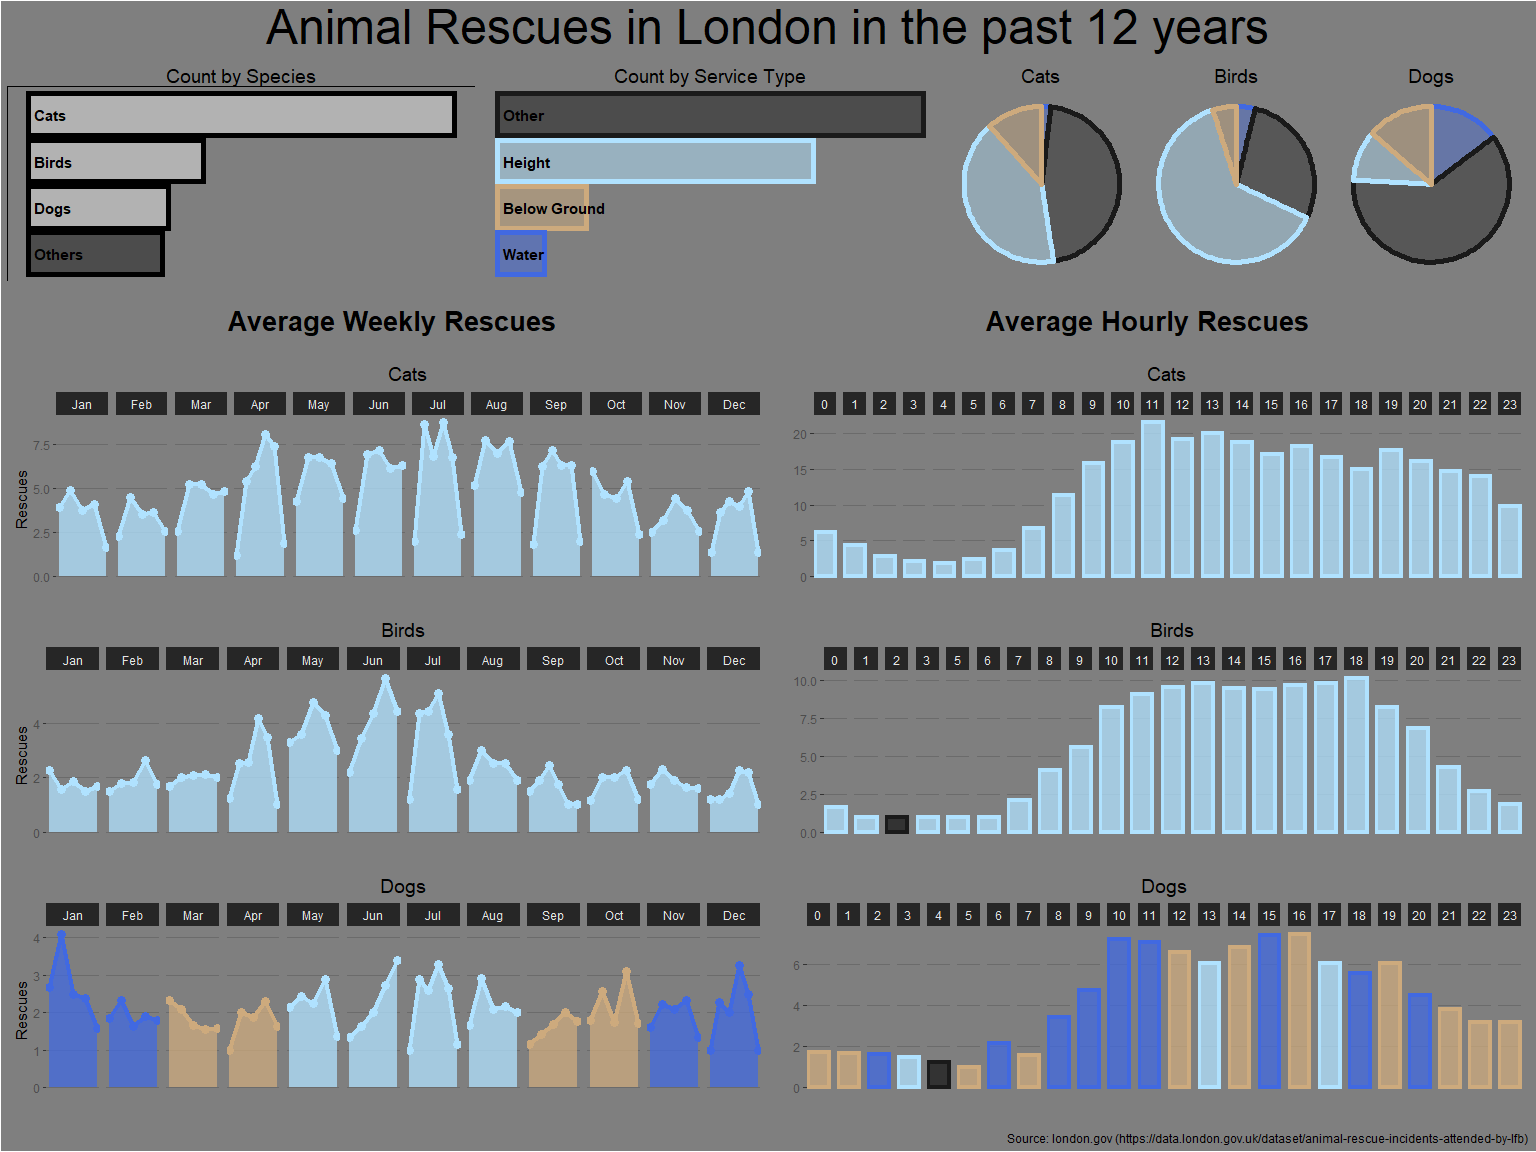 Animal Rescues in London in the past 12 years
Count by Species
Cats
Birds
Dogs
Others
Count by Service Type
Other
Height
Below Ground
Water
Cats Birds Dogs
Average Weekly Rescues
Cats
Jan Feb Mar Apr May Jun Jul Aug Sep Oct Nov Dec
Rescues
7.5
5.0
2.5
0.0
Birds
Jan Feb Mar Apr May Jun Jul Aug Sep Oct Nov Dec
Rescues
4
2
0
Dogs
Jan Feb Mar Apr May Jun Jul Aug Sep Oct Nov Dec
Rescues
4
3
2
1
0
Average Hourly Rescues
Cats
0 1 2 3 4 5 6 7 8 9 10 11 12 13 14 15 16 17 18 19 20 21 22 23
20
15
10
5
0
Birds
0 1 2 3 4 5 6 7 8 9 10 11 12 13 14 15 16 17 18 19 20 21 22 23
10.0
7.5
5.0
2.5
0.0
Dogs
0 1 2 3 4 5 6 7 8 9 10 11 12 13 14 15 16 17 18 19 20 21 22 23
6
4
2
0
Source: london.gov (https://data.london.gov.uk/dataset/animal-rescue-incidents-attended-by-lfb)